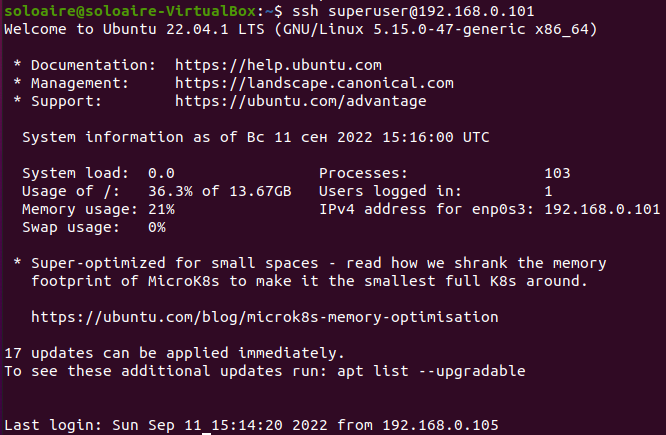 soloaire@soloaire-VirtualBox:~$ ssh superuser@192.168.0.101
Welcome to Ubuntu 22.04.1 LTS (GNU/Linux 5.15.0-47-generic x86_64)
* Documentation:  https://help.ubuntu.com
* Management:     https://landscape.canonical.com
* Support:        https://ubuntu.com/advantage
System information as of Вс 11 сен 2022 15:16:00 UTC
System load:  0.0                Processes:               103
Usage of /:   36.3% of 13.67GB   Users logged in:         1
Memory usage: 21%                IPv4 address for enp0s3: 192.168.0.101
Swap usage:   0%
* Super-optimized for small spaces - read how we shrank the memory
footprint of MicroK8s to make it the smallest full K8s around.
https://ubuntu.com/blog/microk8s-memory-optimisation
17 updates can be applied immediately.
To see these additional updates run: apt list --upgradable
Last login: Sun Sep 11 15:14:20 2022 from 192.168.0.105